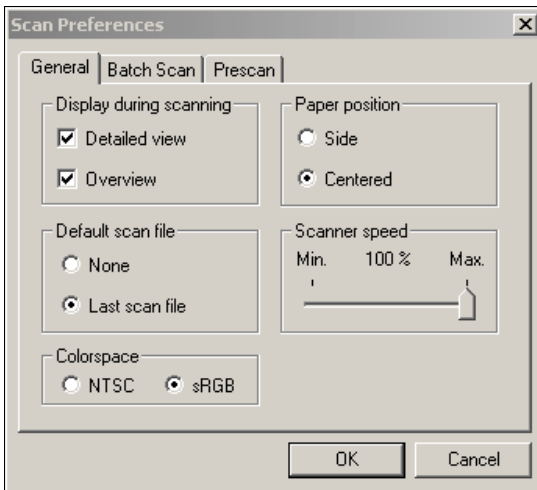 Scan Preferences
General Batch Scan Prescan
Display during scanning
Detailed view
Overview
Paper position
Side
Centered
Default scan file
None
Last scan file
Scanner speed
Min. 100 % Max.
Colorspace
NTSC sRGB
OK Cancel